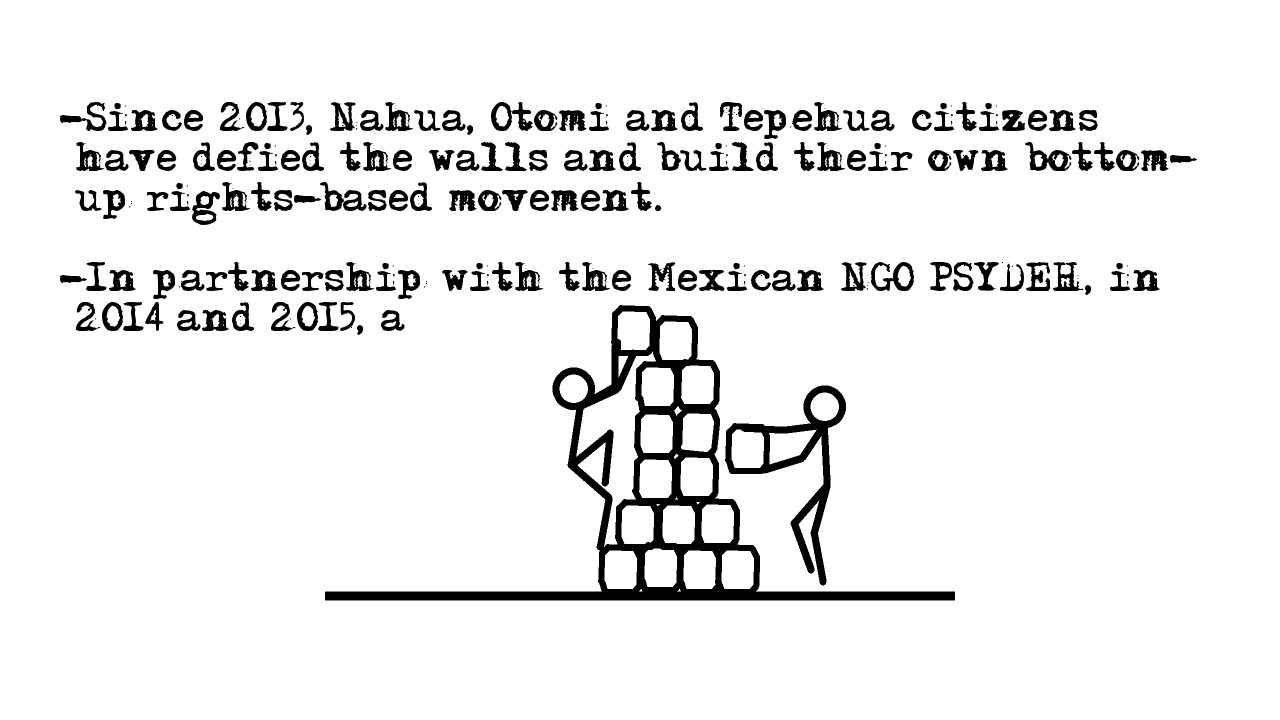 -Since 2013, Nahua, Otomi and Tepehua citizens
have defied the walls and build their own bottom-
up rights-based movement.
-In partnership with the Mexican NGO PSYDEH, in
2014 and 2015, a